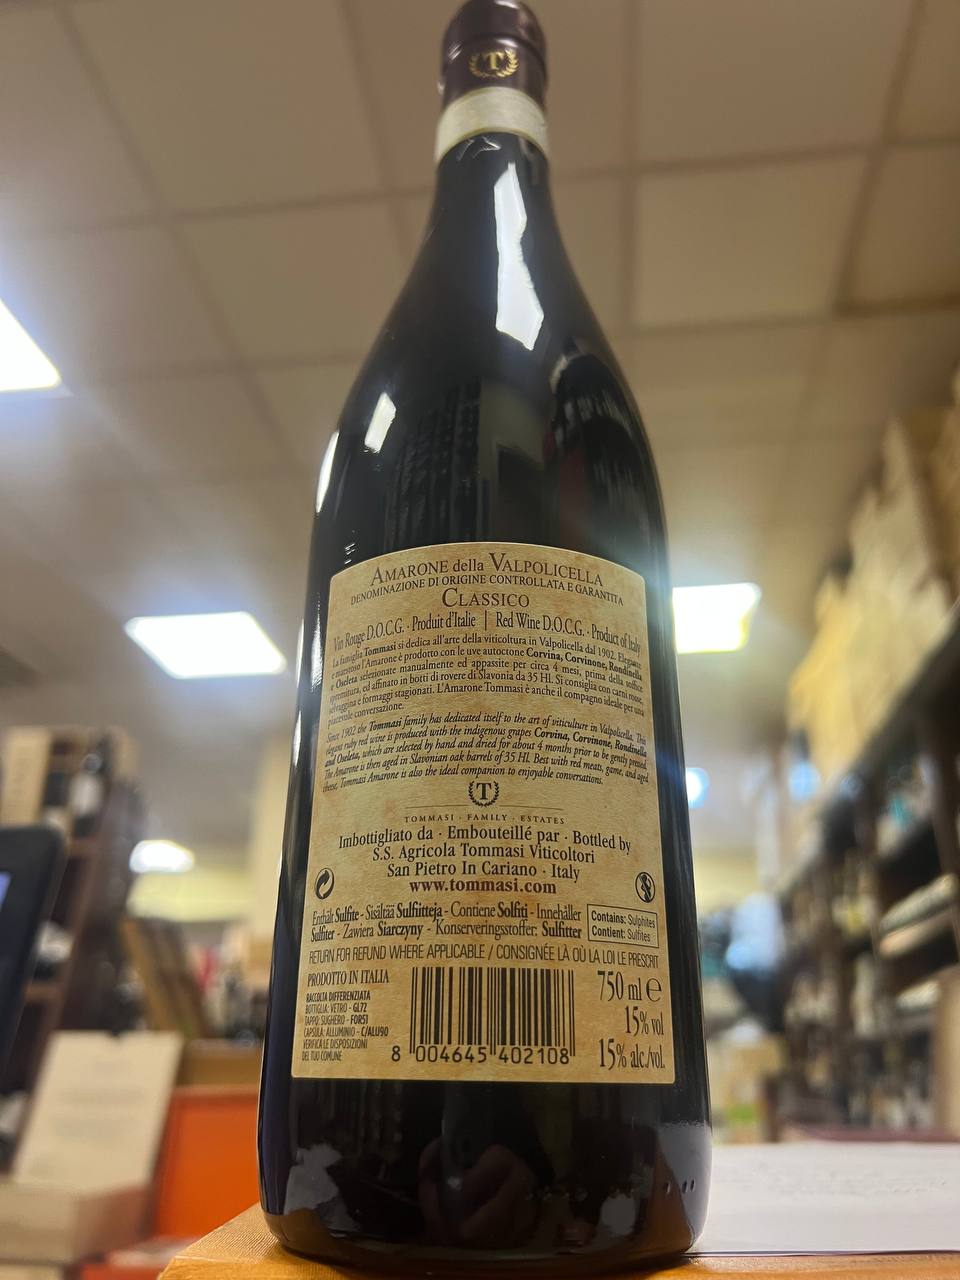 T
AMARONE della VALPOLICELLA
DENOMINAZIONE DI ORIGINE CONTROLLATA E GARANTITA
CLASSICO
Vin Rouge D.O.C.G. · Produit d'Italie | Red Wine D.O.C.G. · Product of Italy
La famiglia Tommasi si dedica all'arte della viticoltura in Valpolicella dal 1902. Elegante
e maestoso l'Amarone è prodotto con le uve autoctone Corvina, Corvinone, Rondinella
e Oseleta selezionate manualmente ed appassite per circa 4 mesi, prima della soffice
spremitura, ed affinato in botti di rovere di Slavonia da 35 Hl. Si consiglia con carni rosse,
selvaggina e formaggi stagionati. L'Amarone Tommasi è anche il compagno ideale per una
piacevole conversazione.
Since 1902 the Tommasi family has dedicated itself to the art of viticulture in Valpolicella. This
elegant ruby red wine is produced with the indigenous grapes Corvina, Corvinone, Rondinella
and Oseleta, which are selected by hand and dried for about 4 months prior to be gently pressed.
The Amarone is then aged in Slavonian oak barrels of 35 Hl. Best with red meats, game, and aged
cheese, Tommasi Amarone is also the ideal companion to enjoyable conversations.
T
TOMMASI · FAMILY · ESTATES
Imbottigliato da · Embouteillé par · Bottled by
S.S. Agricola Tommasi Viticoltori
San Pietro In Cariano · Italy
www.tommasi.com
Enthält Sulfite - Sisältää Sulfiitteja - Contiene Solfiti - Innehåller
Sulfiter - Zawiera Siarczyny - Konserveringsstoffer: Sulfitter
Contains: Sulphites
Contient: Sulfites
RETURN FOR REFUND WHERE APPLICABLE / CONSIGNÉE LÀ OÙ LA LOI LE PRESCRIT
PRODOTTO IN ITALIA
RACCOLTA DIFFERENZIATA
BOTTIGLIA: VETRO - GL72
TAPPO: SUGHERO - FOR51
CAPSULA: ALLUMINIO - C/ALU90
VERIFICA LE DISPOSIZIONI
DEL TUO COMUNE
8 004645 402108
750 ml e
15% vol
15% alc./vol.